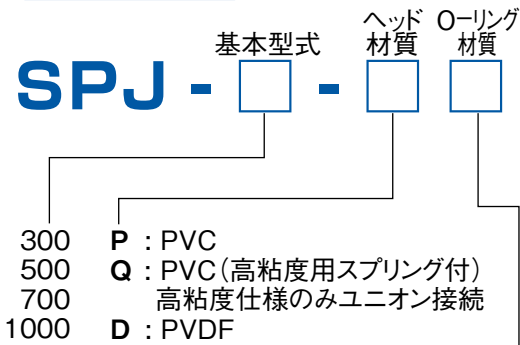 基本型式
ヘッド
材質
Oーリング
材質
SPJ - □ - □ □
300 P : PVC
500 Q : PVC(高粘度用スプリング付)
700 高粘度仕様のみユニオン接続
1000 D : PVDF